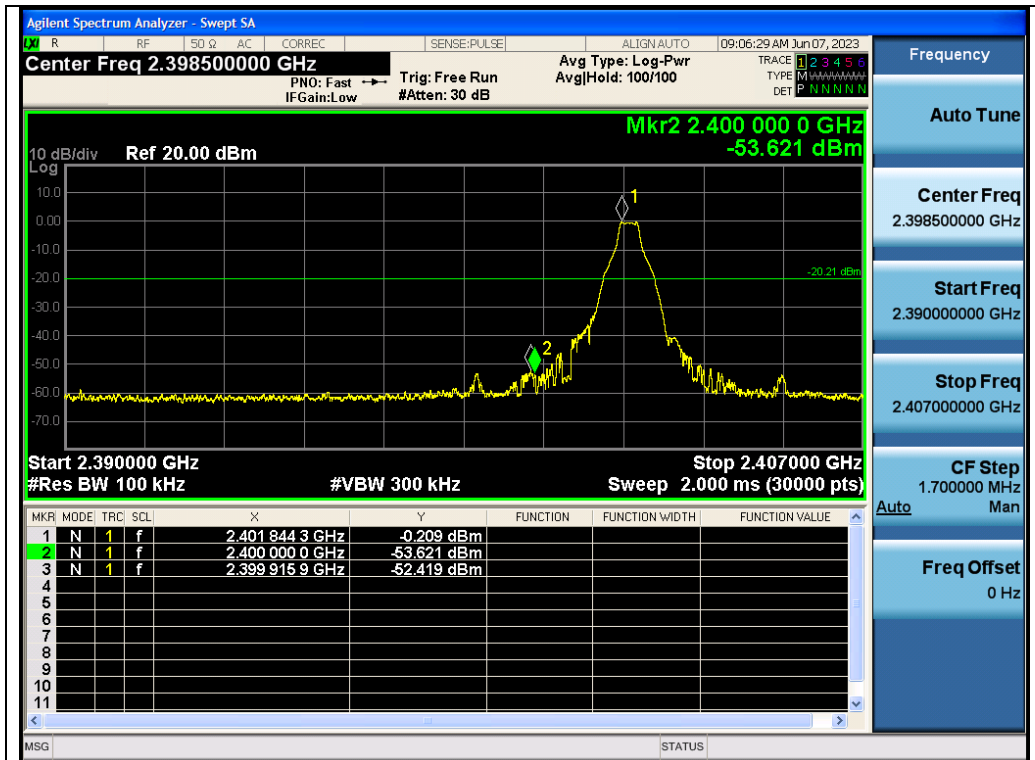 Agilent Spectrum Analyzer - Swept SA
LXI R RF 50 Ω AC CORREC SENSE:PULSE ALIGN AUTO 09:06:29 AM Jun 07, 2023
Center Freq 2.398500000 GHz
PNO: Fast
IFGain:Low
Trig: Free Run
#Atten: 30 dB
Avg Type: Log-Pwr
Avg|Hold: 100/100
TRACE 1 2 3 4 5 6
TYPE M
DET P N N N N N
Mkr2 2.400 000 0 GHz
-53.621 dBm
10 dB/div Ref 20.00 dBm
Log
10.0
0.00
-10.0
-20.0
-30.0
-40.0
-50.0
-60.0
-70.0
1
-20.21 dBm
2
Start 2.390000 GHz Stop 2.407000 GHz
#Res BW 100 kHz #VBW 300 kHz Sweep 2.000 ms (30000 pts)
MKR MODE TRC SCL X Y FUNCTION FUNCTION WIDTH FUNCTION VALUE
1 N 1 f 2.401 844 3 GHz -0.209 dBm
2 N 1 f 2.400 000 0 GHz -53.621 dBm
3 N 1 f 2.399 915 9 GHz -52.419 dBm
4
5
6
7
8
9
10
11
MSG STATUS
Frequency
Auto Tune
Center Freq
2.398500000 GHz
Start Freq
2.390000000 GHz
Stop Freq
2.407000000 GHz
CF Step
1.700000 MHz
Auto Man
Freq Offset
0 Hz